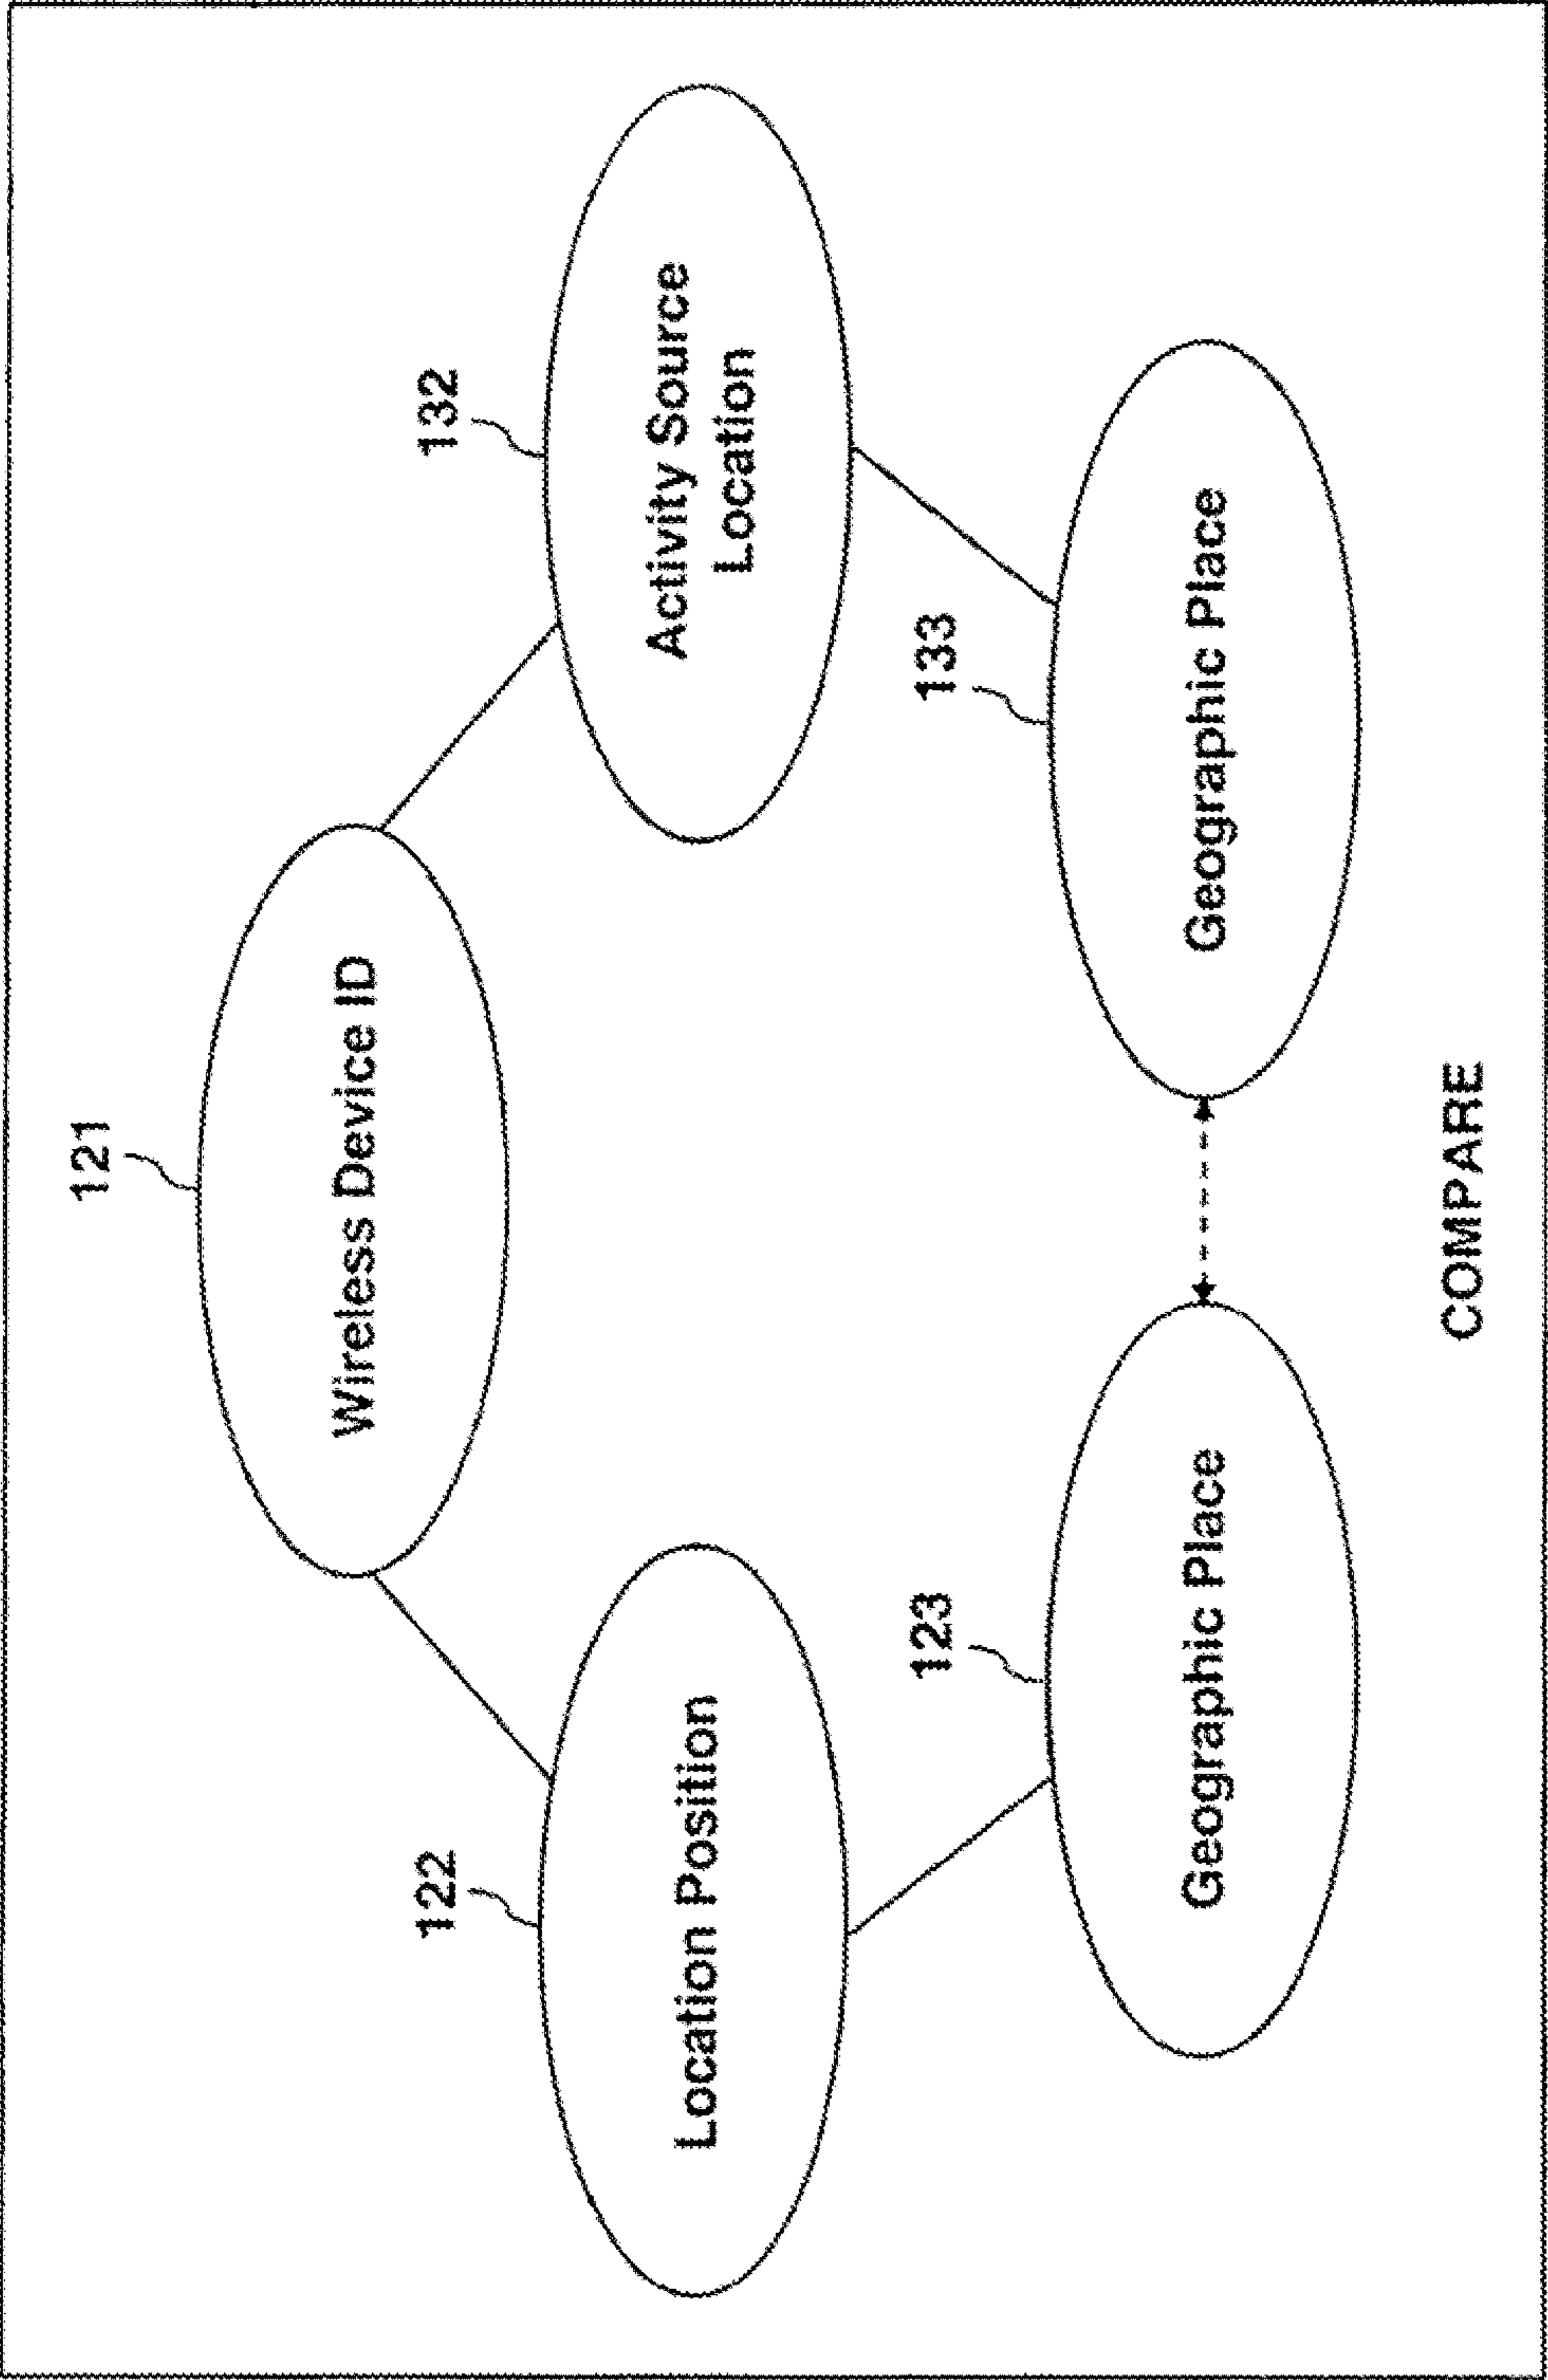 121
Wireless Device ID
122
132
Location Position
Activity Source
Location
123
133
Geographic Place
Geographic Place
COMPARE